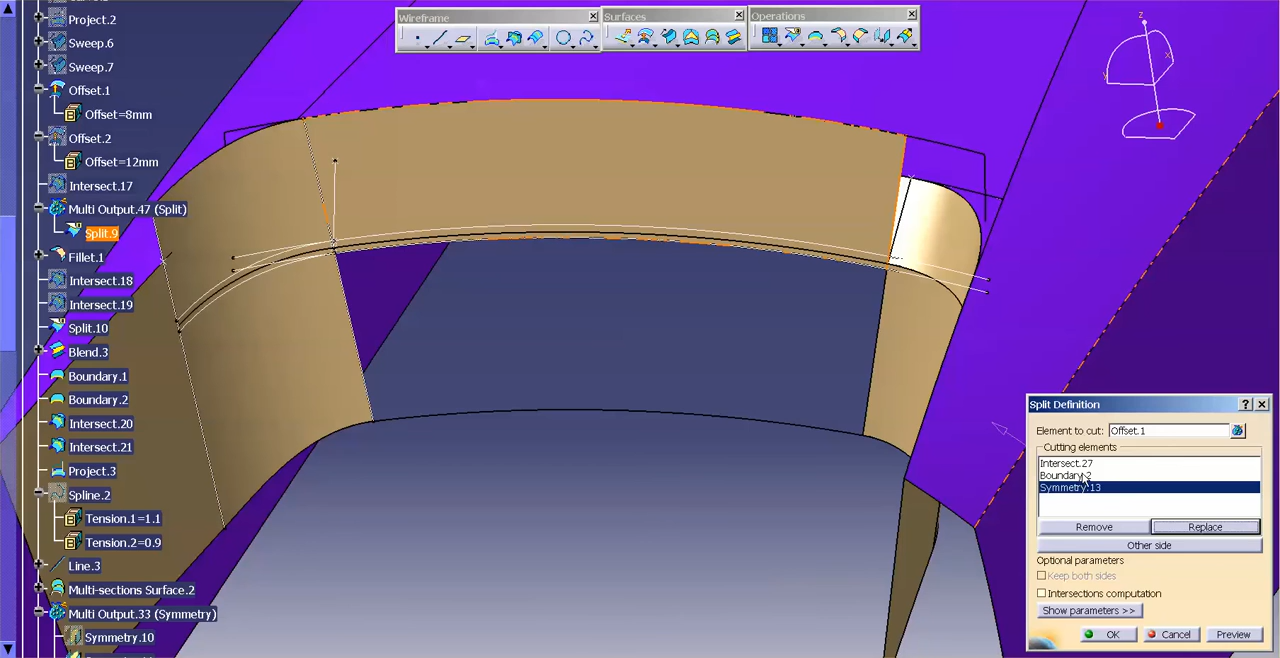 Wireframe
Surfaces
Operations
Project.2
Sweep.6
Sweep.7
Offset.1
Offset=8mm
Offset.2
Offset=12mm
Intersect.17
Multi Output.47 (Split)
Split.9
Fillet.1
Intersect.18
Intersect.19
Split.10
Blend.3
Boundary.1
Boundary.2
Intersect.20
Intersect.21
Project.3
Spline.2
Tension.1=1.1
Tension.2=0.9
Line.3
Multi-sections Surface.2
Multi Output.33 (Symmetry)
Symmetry.10
z
x
y
Split Definition
Element to cut: Offset.1
Cutting elements
Intersect.27
Boundary.2
Symmetry.13
Remove
Replace
Other side
Optional parameters
Keep both sides
Intersections computation
Show parameters >>
OK
Cancel
Preview